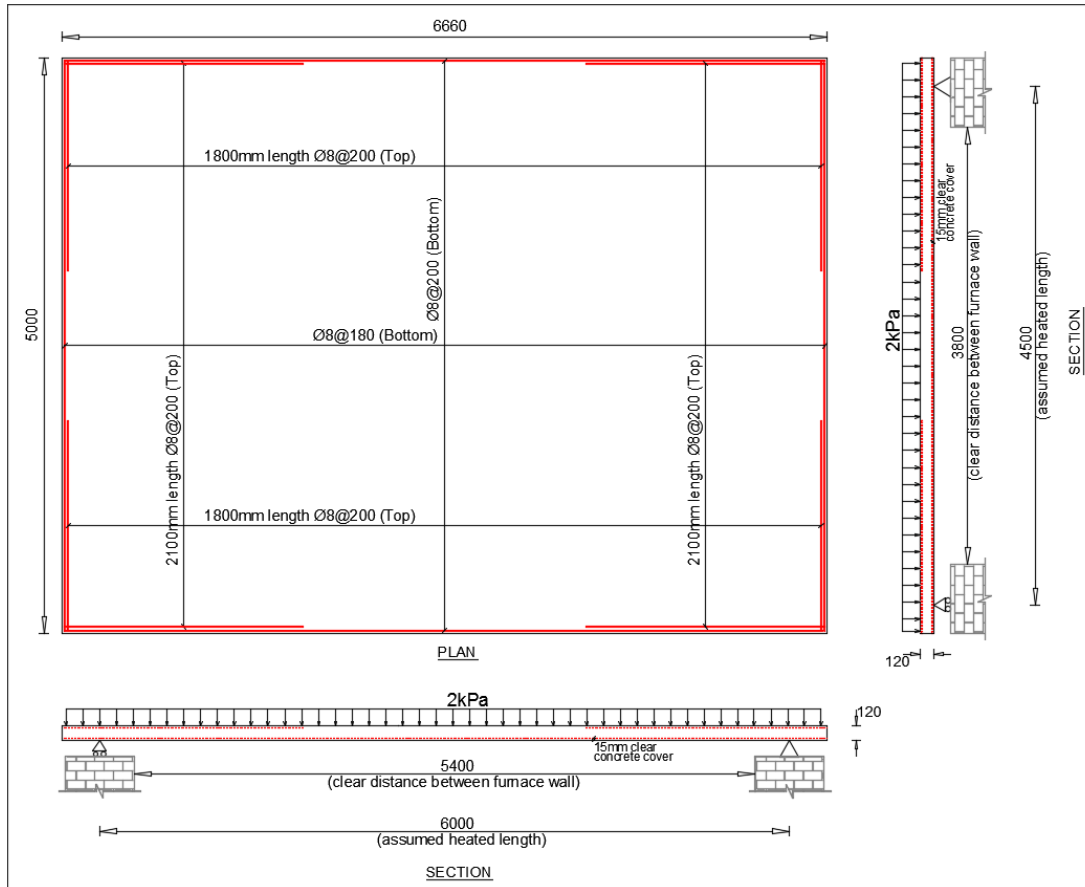 6660
5000
1800mm length Ø8@200 (Top)
Ø8@200 (Bottom)
Ø8@180 (Bottom)
2100mm length Ø8@200 (Top)
2100mm length Ø8@200 (Top)
1800mm length Ø8@200 (Top)
PLAN
2kPa
15mm clear
concrete cover
3800
(clear distance between furnace wall)
4500
(assumed heated length)
SECTION
120
2kPa
120
15mm clear
concrete cover
5400
(clear distance between furnace wall)
6000
(assumed heated length)
SECTION